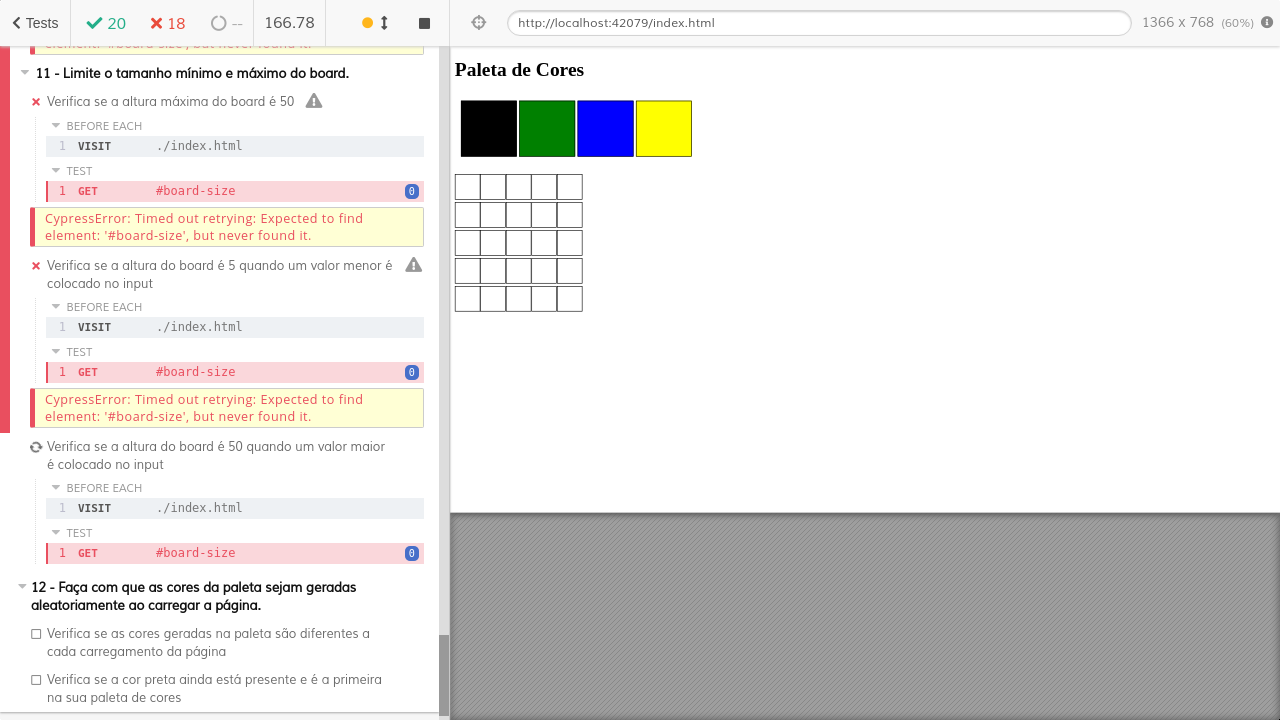 Tests 20 18 -- 166.78 http://localhost:42079/index.html 1366 x 768 (60%)
element: '#board-size', but never found it.
11 - Limite o tamanho mínimo e máximo do board.
Verifica se a altura máxima do board é 50
BEFORE EACH
1 VISIT ./index.html
TEST
1 GET #board-size 0
CypressError: Timed out retrying: Expected to find
element: '#board-size', but never found it.
Verifica se a altura do board é 5 quando um valor menor é
colocado no input
BEFORE EACH
1 VISIT ./index.html
TEST
1 GET #board-size 0
CypressError: Timed out retrying: Expected to find
element: '#board-size', but never found it.
Verifica se a altura do board é 50 quando um valor maior
é colocado no input
BEFORE EACH
1 VISIT ./index.html
TEST
1 GET #board-size 0
12 - Faça com que as cores da paleta sejam geradas
aleatoriamente ao carregar a página.
Verifica se as cores geradas na paleta são diferentes a
cada carregamento da página
Verifica se a cor preta ainda está presente e é a primeira
na sua paleta de cores
Paleta de Cores